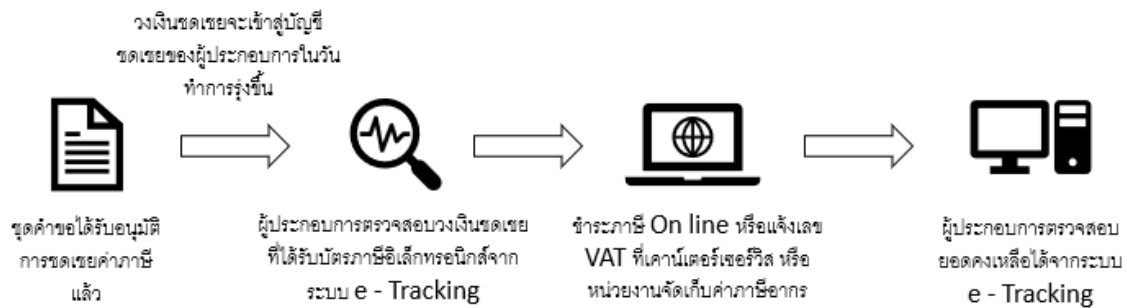 วงเงินชดเชยจะเข้าสู่บัญชี
ชดเชยของผู้ประกอบการในวัน
ทำการรุ่งขึ้น
ชุดคำขอได้รับอนุมัติ
การชดเชยค่าภาษี
แล้ว
ผู้ประกอบการตรวจสอบวงเงินชดเชย
ที่ได้รับบัตรภาษีอิเล็กทรอนิกส์จาก
ระบบ e - Tracking
ชำระภาษี On line หรือแจ้งเลข
VAT ที่เคาน์เตอร์เซอร์วิส หรือ
หน่วยงานจัดเก็บค่าภาษีอากร
ผู้ประกอบการตรวจสอบ
ยอดคงเหลือได้จากระบบ
e - Tracking